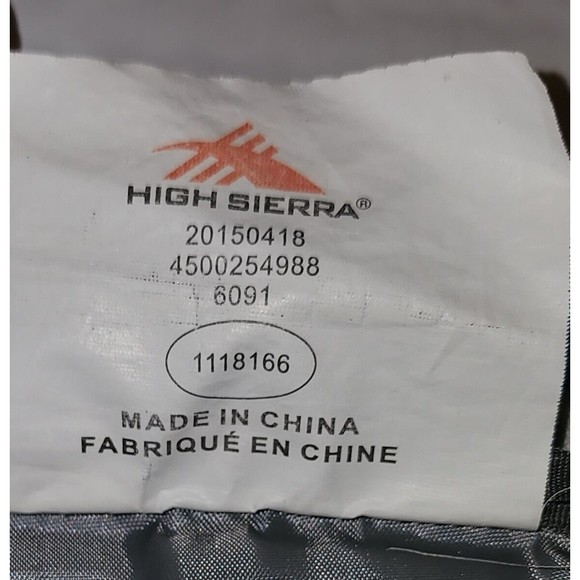 HIGH SIERRA®
20150418
4500254988
6091
1118166
MADE IN CHINA
FABRIQUÉ EN CHINE